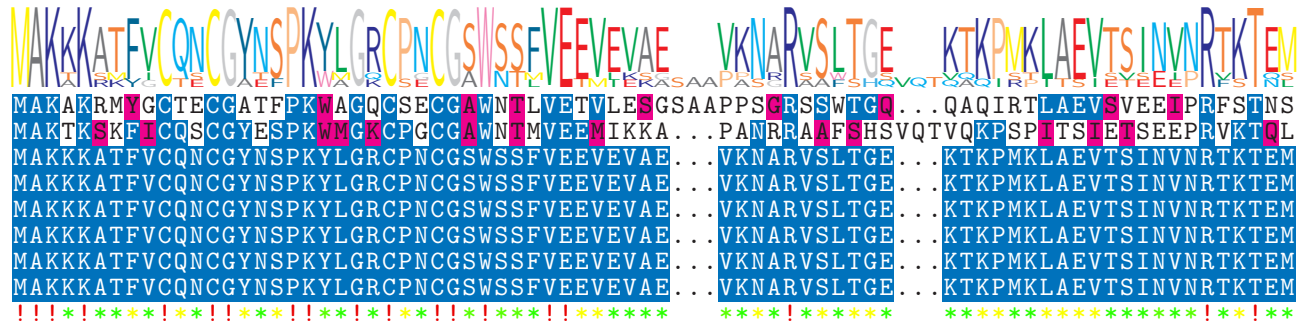 MAKKKATFVCQNCGYNSPKYLGRCPNCGSWSSFVEEVEVAE VKNARVSLTGE KTKPMKLAEVTSINVNRTKTEM
MAKAKRMYGCTECGATFPKWAGQCSECGAWNTLVETVLESGSAAPPSGRSSWTGQ...QAQIRTLAEVSVEEIPRFSTNS
MAKTKSKFICQSCGYESPKWMGKCPGCGAWNTMVEEMIKKA...PANRRAAFSHSVQTVQKPSPITSIETSEEPRVKTQL
MAKKKATFVCQNCGYNSPKYLGRCPNCGSWSSFVEEVEVAE...VKNARVSLTGE...KTKPMKLAEVTSINVNRTKTEM
MAKKKATFVCQNCGYNSPKYLGRCPNCGSWSSFVEEVEVAE...VKNARVSLTGE...KTKPMKLAEVTSINVNRTKTEM
MAKKKATFVCQNCGYNSPKYLGRCPNCGSWSSFVEEVEVAE...VKNARVSLTGE...KTKPMKLAEVTSINVNRTKTEM
MAKKKATFVCQNCGYNSPKYLGRCPNCGSWSSFVEEVEVAE...VKNARVSLTGE...KTKPMKLAEVTSINVNRTKTEM
MAKKKATFVCQNCGYNSPKYLGRCPNCGSWSSFVEEVEVAE...VKNARVSLTGE...KTKPMKLAEVTSINVNRTKTEM
MAKKKATFVCQNCGYNSPKYLGRCPNCGSWSSFVEEVEVAE...VKNARVSLTGE...KTKPMKLAEVTSINVNRTKTEM
!!!*!****!**!!***!!**!*!**!!*!***!!****** ****!****** ****************!**!**